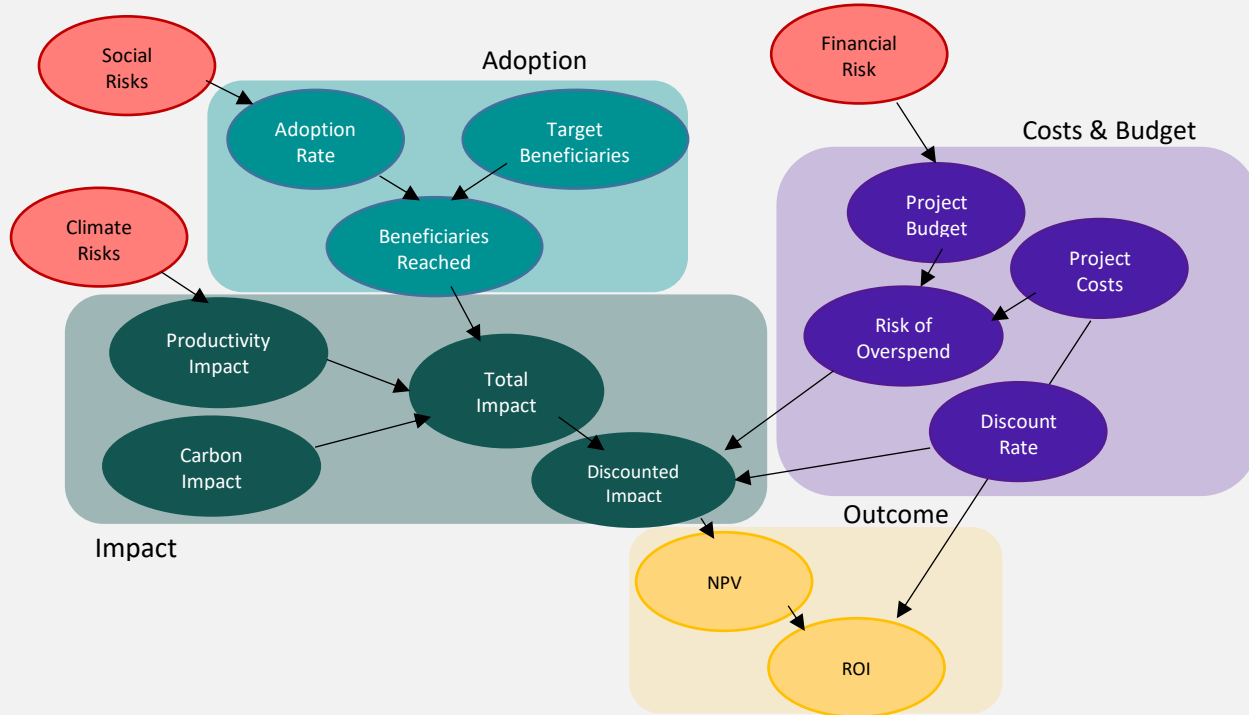 Social
Risks
Financial
Risk
Adoption
Adoption
Rate
Target
Beneficiaries
Costs & Budget
Climate
Risks
Beneficiaries
Reached
Project
Budget
Project
Costs
Productivity
Impact
Total
Impact
Risk of
Overspend
Carbon
Impact
Discounted
Impact
Discount
Rate
Impact
Outcome
NPV
ROI